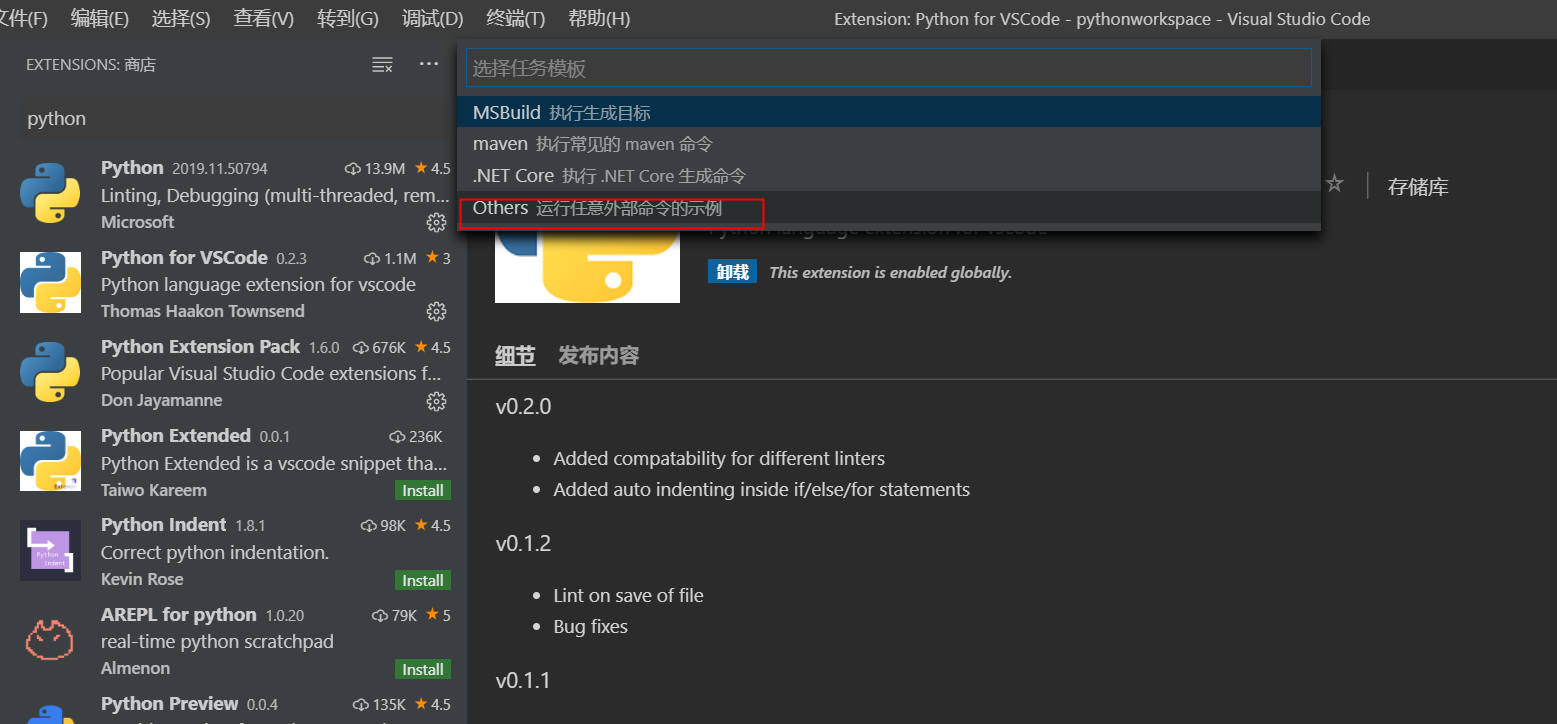 文件(F) 编辑(E) 选择(S) 查看(V) 转到(G) 调试(D) 终端(T) 帮助(H) Extension: Python for VSCode - pythonworkspace - Visual Studio Code
EXTENSIONS: 商店
python
Python 2019.11.50794 13.9M 4.5
Linting, Debugging (multi-threaded, rem...
Microsoft
Python for VSCode 0.2.3 1.1M 3
Python language extension for vscode
Thomas Haakon Townsend
Python Extension Pack 1.6.0 676K 4.5
Popular Visual Studio Code extensions f...
Don Jayamanne
Python Extended 0.0.1 236K
Python Extended is a vscode snippet tha...
Taiwo Kareem Install
Python Indent 1.8.1 98K 4.5
Correct python indentation.
Kevin Rose Install
AREPL for python 1.0.20 79K 5
real-time python scratchpad
Almenon Install
Python Preview 0.0.4 135K 4.5
选择任务模板
MSBuild 执行生成目标
maven 执行常见的 maven 命令
.NET Core 执行 .NET Core 生成命令
Others 运行任意外部命令的示例
存储库
Python language extension for vscode
卸载 This extension is enabled globally.
细节 发布内容
v0.2.0
• Added compatability for different linters
• Added auto indenting inside if/else/for statements
v0.1.2
• Lint on save of file
• Bug fixes
v0.1.1